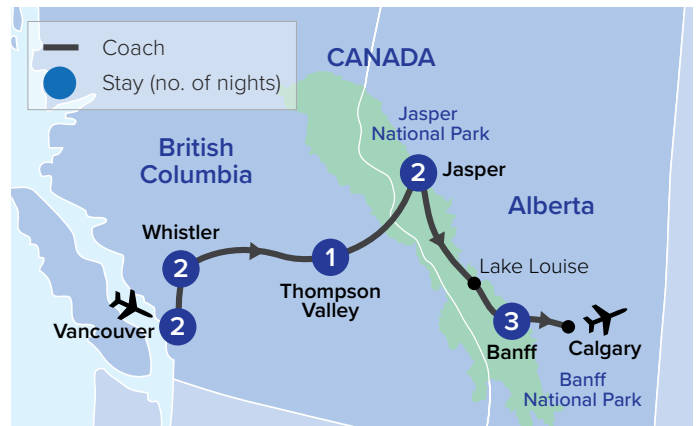 Coach
Stay (no. of nights)
CANADA
Jasper
National Park
British
Columbia
2
Jasper
Alberta
Whistler
2
1
Lake Louise
Thompson
Valley
Vancouver
2
3
Banff
Calgary
Banff
National Park